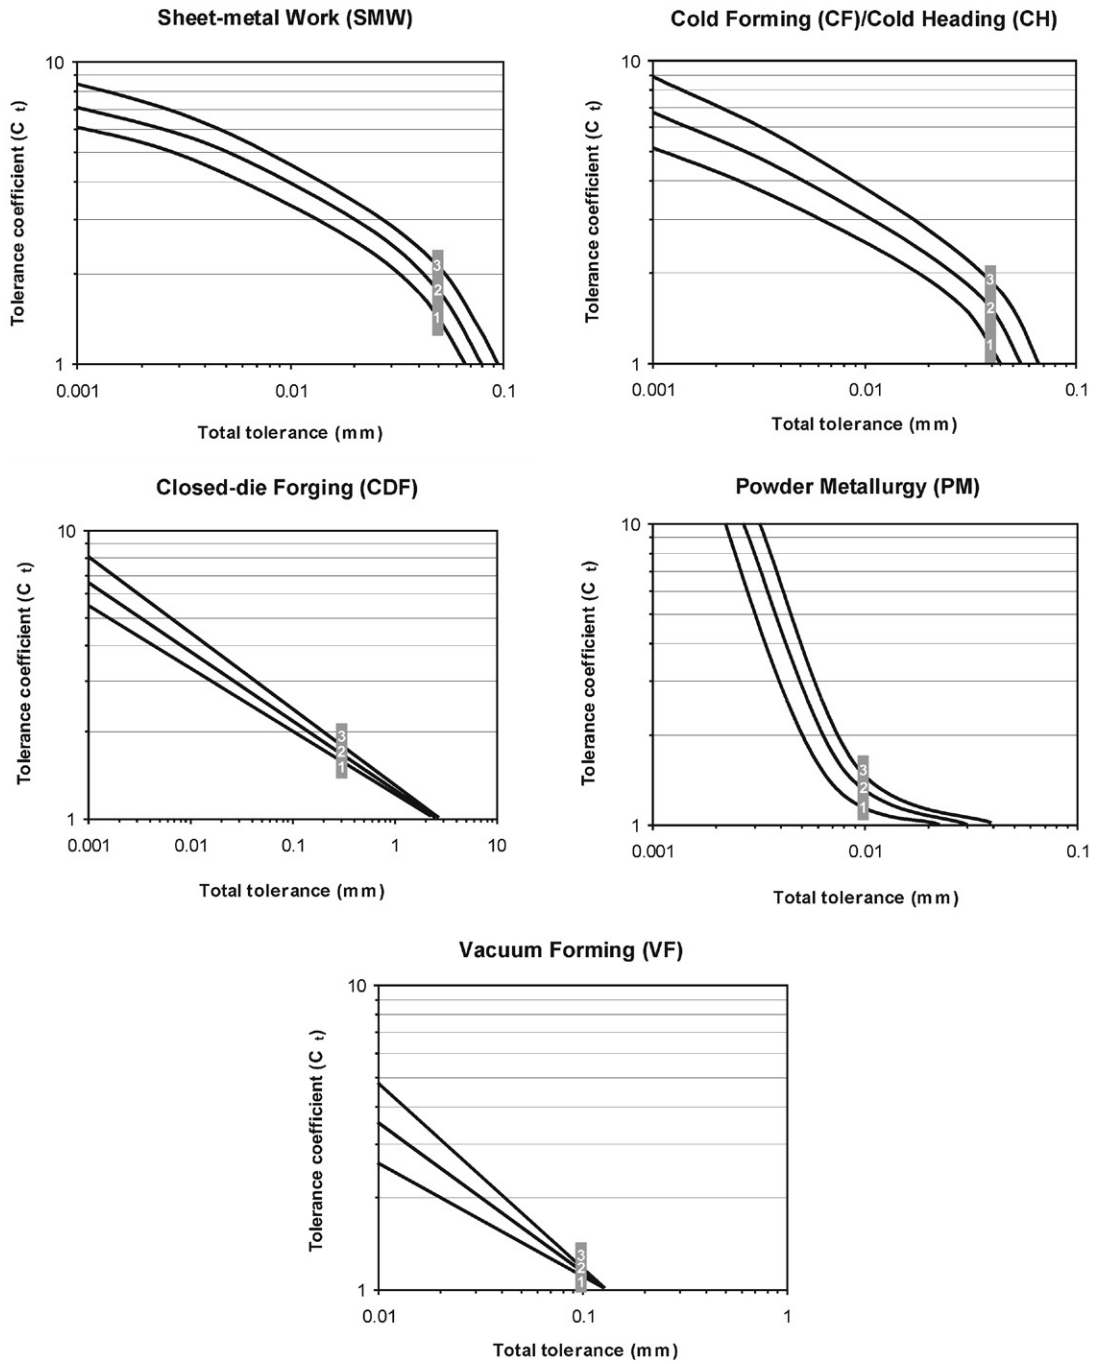 Sheet-metal Work (SMW)
Tolerance coefficient (C t)
10
1
3
2
1
0.001 0.01 0.1
Total tolerance (mm)
Cold Forming (CF)/Cold Heading (CH)
Tolerance coefficient (C t)
10
1
3
2
1
0.001 0.01 0.1
Total tolerance (mm)
Closed-die Forging (CDF)
Tolerance coefficient (C t)
10
1
3
2
1
0.001 0.01 0.1 1 10
Total tolerance (mm)
Powder Metallurgy (PM)
Tolerance coefficient (C t)
10
1
3
2
1
0.001 0.01 0.1
Total tolerance (mm)
Vacuum Forming (VF)
Tolerance coefficient (C t)
10
1
3
2
1
0.01 0.1 1
Total tolerance (mm)